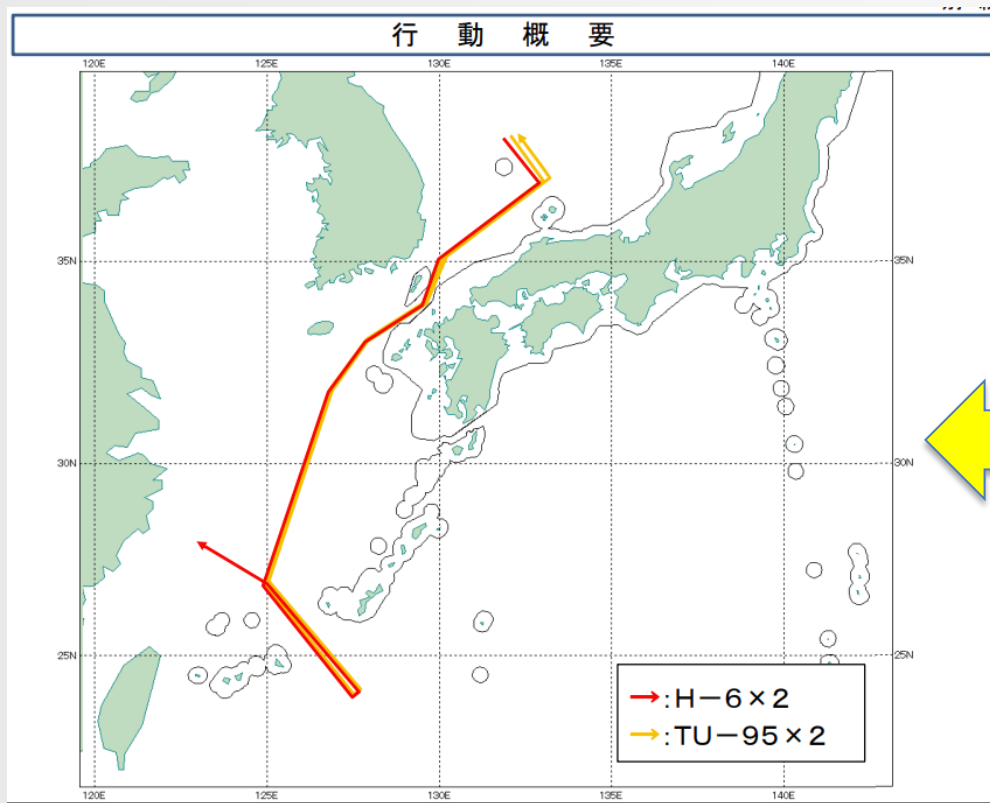 行 動 概 要
120E 125E 130E 135E 140E
35N 35N
30N 30N
25N 25N
→:H-6×2
→:TU-95×2
120E 125E 130E 135E 140E